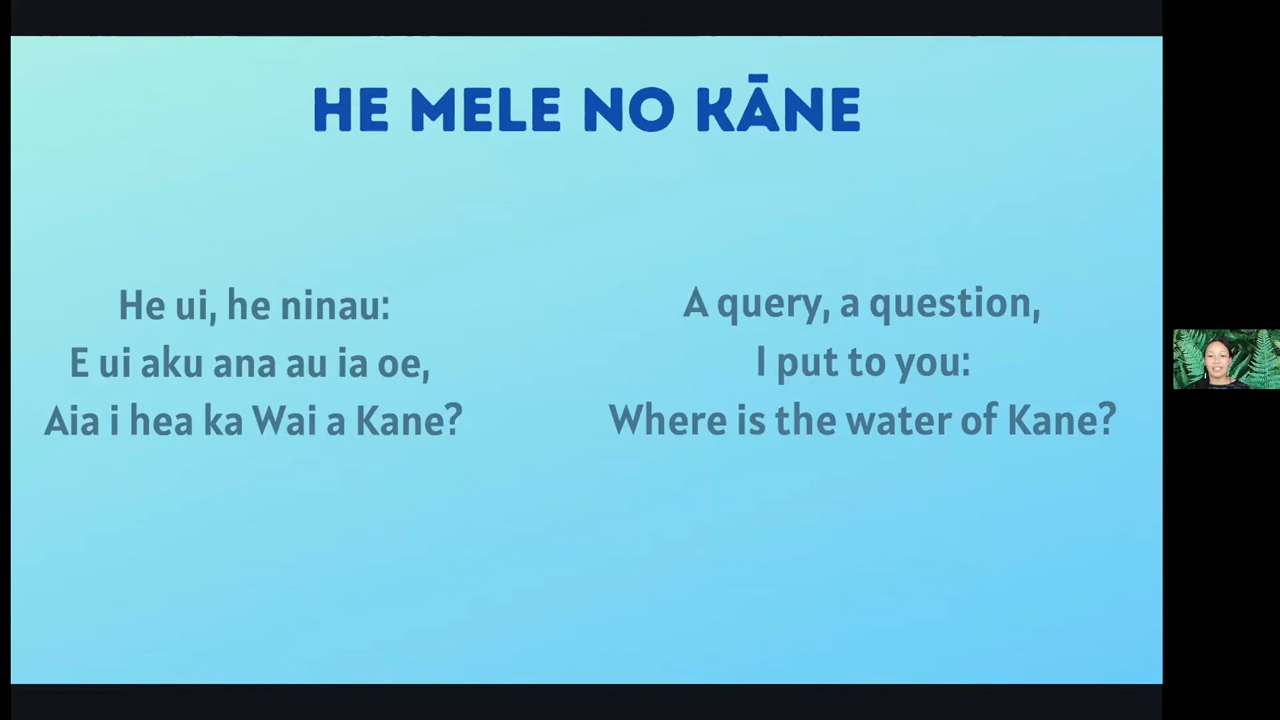 HE MELE NO KĀNE
He ui, he ninau:
E ui aku ana au ia oe,
Aia i hea ka Wai a Kane?
A query, a question,
I put to you:
Where is the water of Kane?